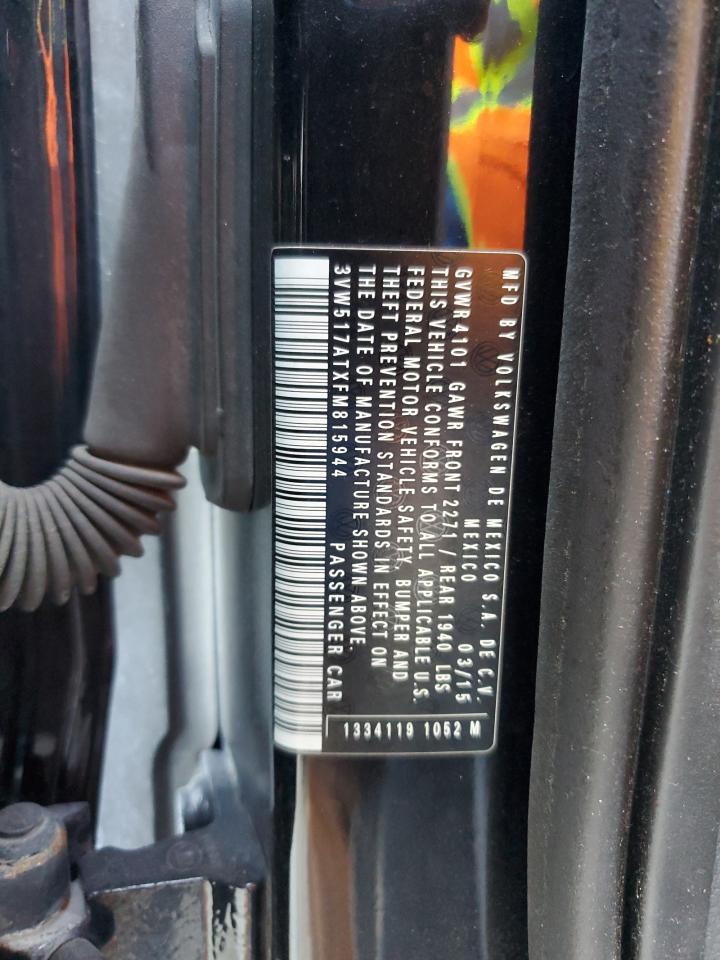 MFD BY VOLKSWAGEN DE MEXICO S.A. DE C.V.
MEXICO 03/15
GVWR 4101 GAWR FRONT 2271 / REAR 1940 LBS
THIS VEHICLE CONFORMS TO ALL APPLICABLE U.S.
FEDERAL MOTOR VEHICLE SAFETY, BUMPER AND
THEFT PREVENTION STANDARDS IN EFFECT ON
THE DATE OF MANUFACTURE SHOWN ABOVE.
3VW517ATXFM815944 PASSENGER CAR
1334119 1052 M